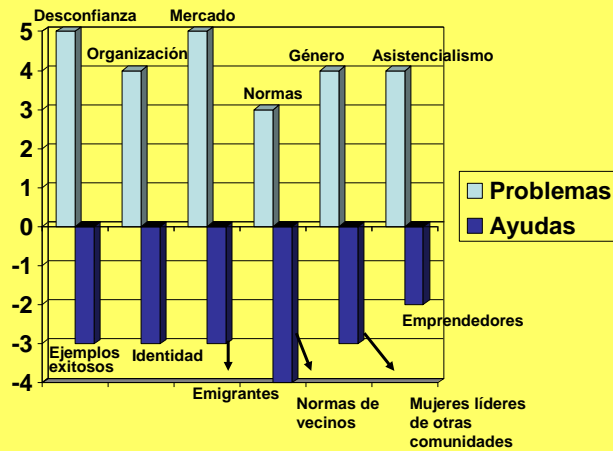 Desconfianza
Mercado
Organización
Género
Asistencialismo
Normas
5
4
3
2
1
0
-1
-2
-3
-4
Problemas
Ayudas
Ejemplos
exitosos
Identidad
Emigrantes
Normas de
vecinos
Mujeres líderes
de otras
comunidades
Emprendedores